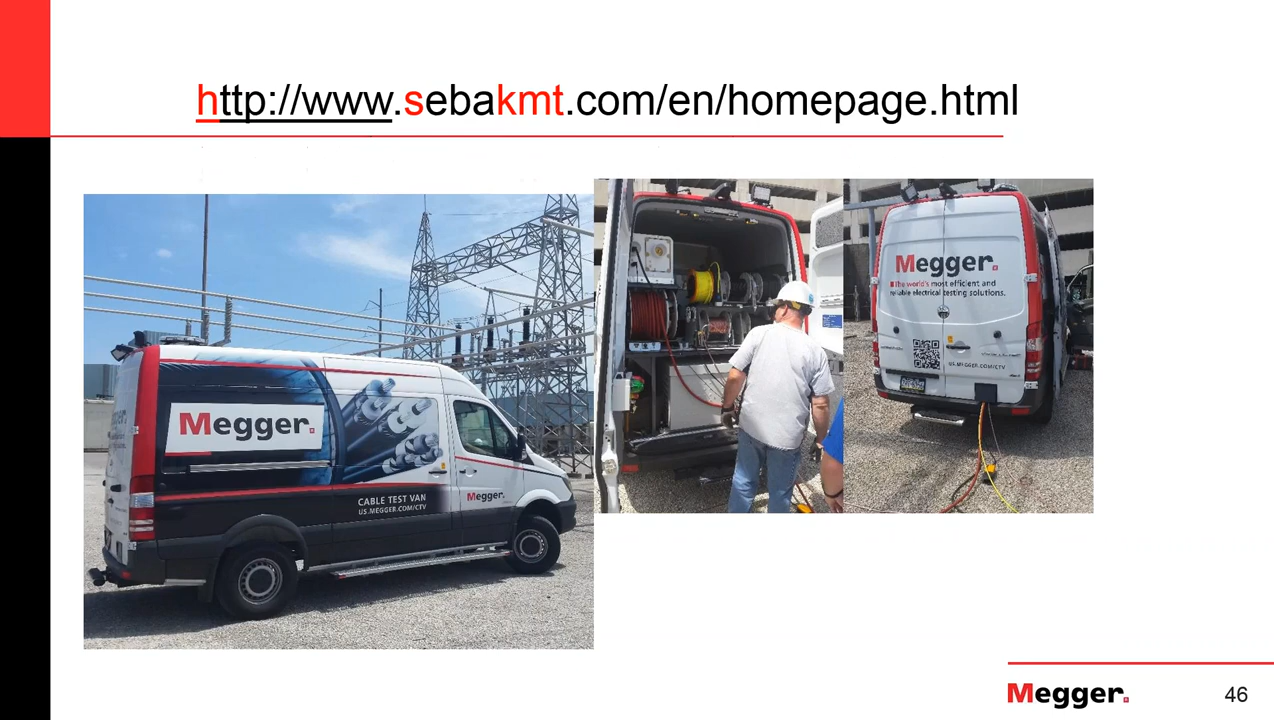 http://www.sebakmt.com/en/homepage.html
Megger.
CABLE TEST VAN
US.MEGGER.COM/CTV
Megger.
Megger.
The world's most efficient and
reliable electrical testing solutions.
US.MEGGER.COM/CTV
Megger.
46